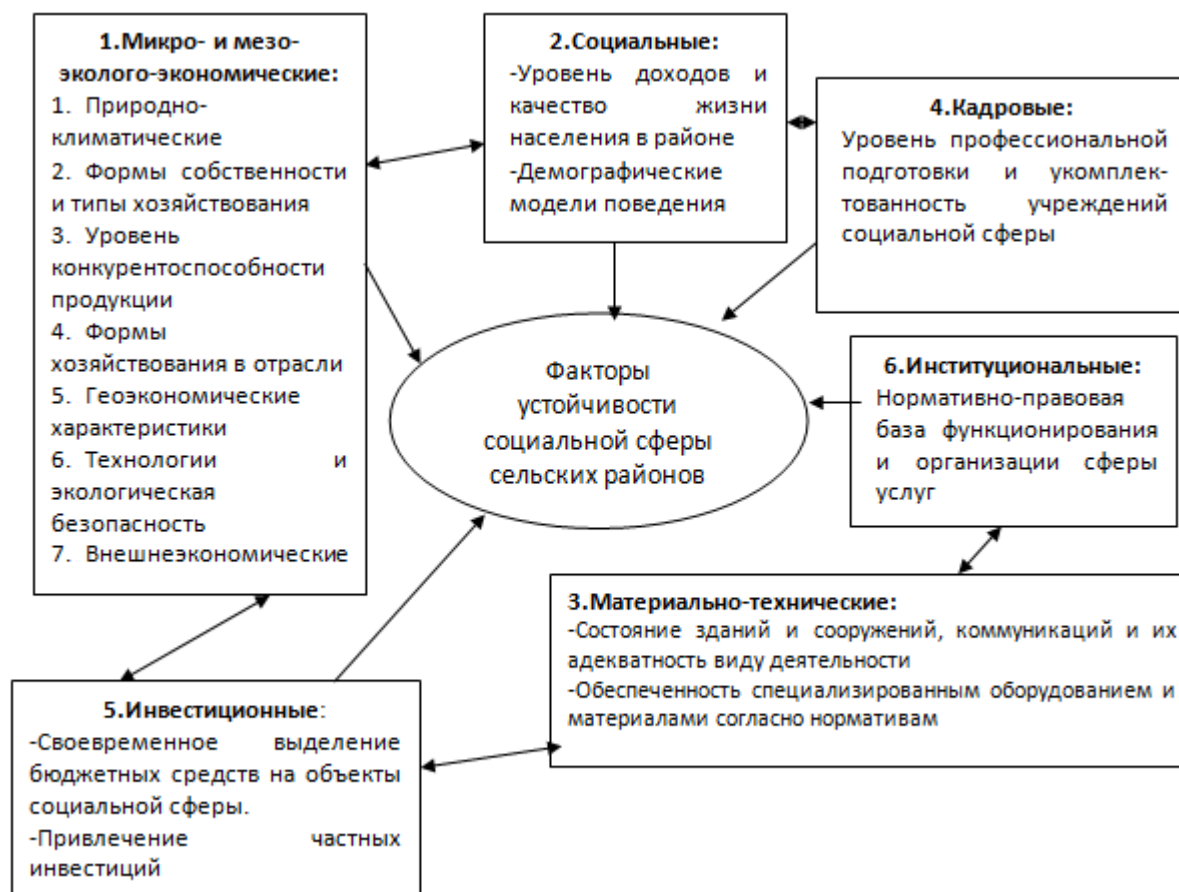 1.Микро- и мезо-
эколого-экономические:
1. Природно-
климатические
2. Формы собственности
и типы хозяйствования
3. Уровень
конкурентоспособности
продукции
4. Формы
хозяйствования в отрасли
5. Геоэкономические
характеристики
6. Технологии и
экологическая
безопасность
7. Внешнеэкономические
2.Социальные:
-Уровень доходов и
качество жизни
населения в районе
-Демографические
модели поведения
4.Кадровые:
Уровень профессиональной
подготовки и укомплек-
тованность учреждений
социальной сферы
Факторы
устойчивости
социальной сферы
сельских районов
6.Институциональные:
Нормативно-правовая
база функционирования
и организации сферы
услуг
3.Материально-технические:
-Состояние зданий и сооружений, коммуникаций и их
адекватность виду деятельности
-Обеспеченность специализированным оборудованием и
материалами согласно нормативам
5.Инвестиционные:
-Своевременное выделение
бюджетных средств на объекты
социальной сферы.
-Привлечение частных
инвестиций